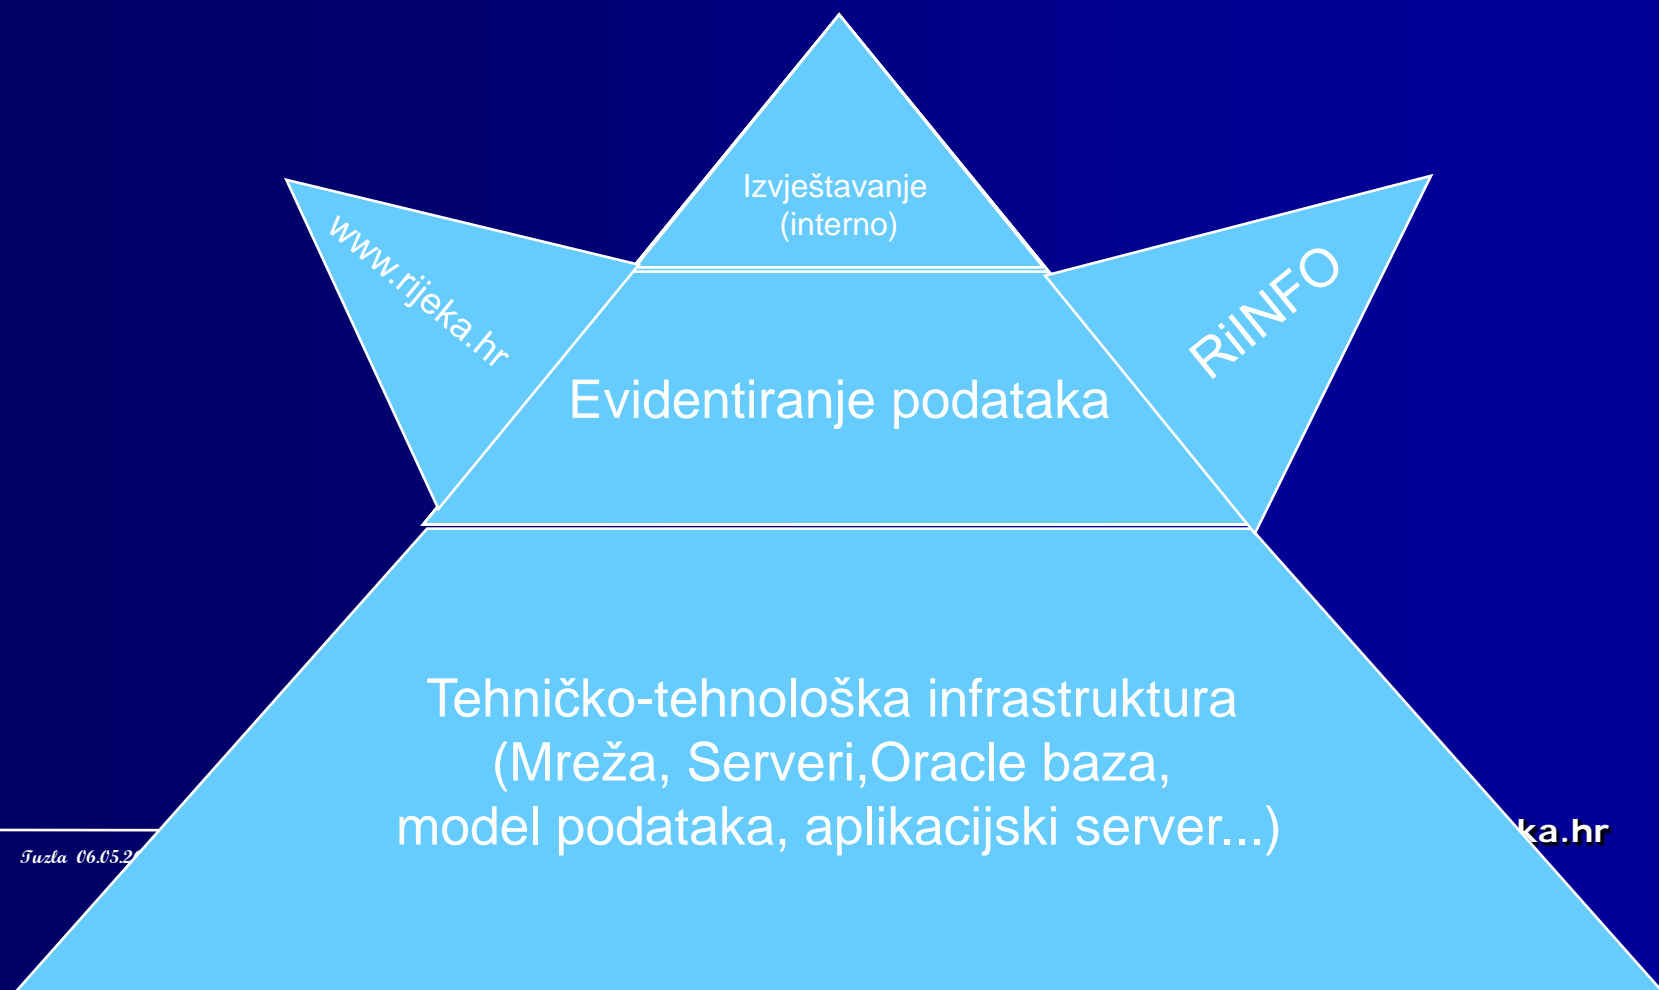 Izvještavanje
(interno)
www.rijeka.hr
RiINFO
Evidentiranje podataka
Tehničko-tehnološka infrastruktura
(Mreža, Serveri,Oracle baza,
model podataka, aplikacijski server...)
Tuzla
ka.hr